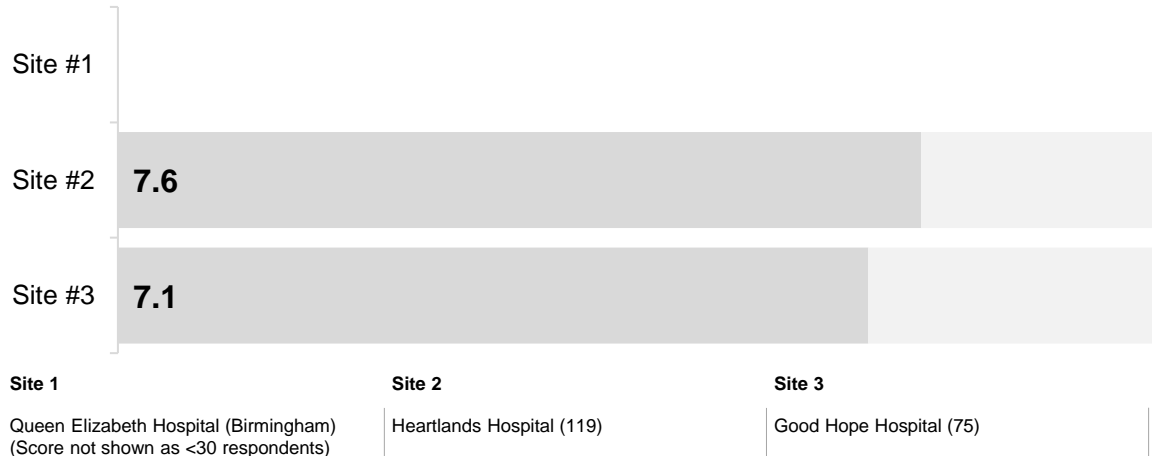 Site #1
Site #2
7.6
Site #3
7.1
Site 1
Site 2
Site 3
Queen Elizabeth Hospital (Birmingham)
(Score not shown as <30 respondents)
Heartlands Hospital (119)
Good Hope Hospital (75)